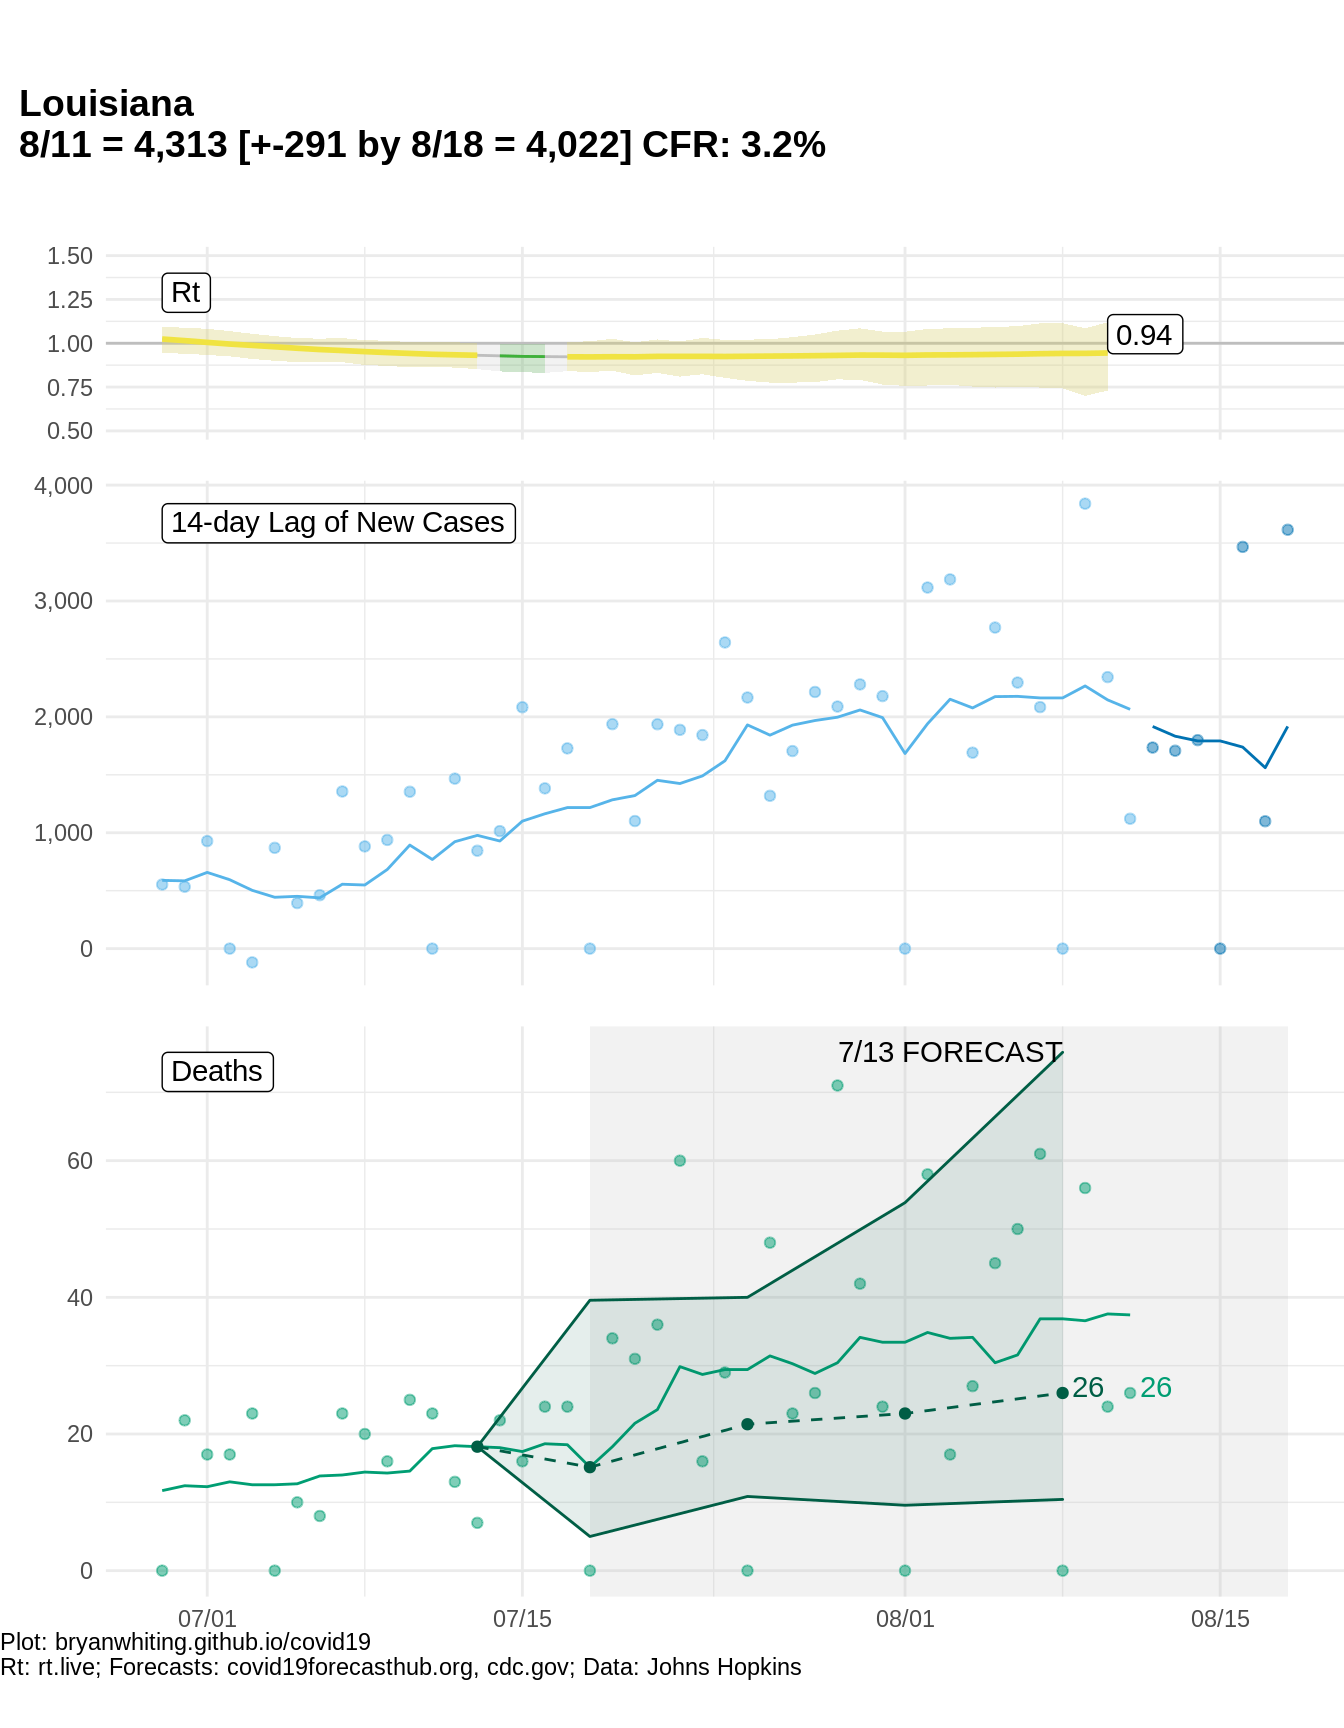 Louisiana
8/11 = 4,313 [+-291 by 8/18 = 4,022] CFR: 3.2%
1.50
1.25
1.00
0.75
0.50
Rt
0.94
4,000
3,000
2,000
1,000
0
14-day Lag of New Cases
Deaths
7/13 FORECAST
60
40
20
0
26
26
07/01
07/15
08/01
08/15
Plot: bryanwhiting.github.io/covid19
Rt: rt.live; Forecasts: covid19forecasthub.org, cdc.gov; Data: Johns Hopkins